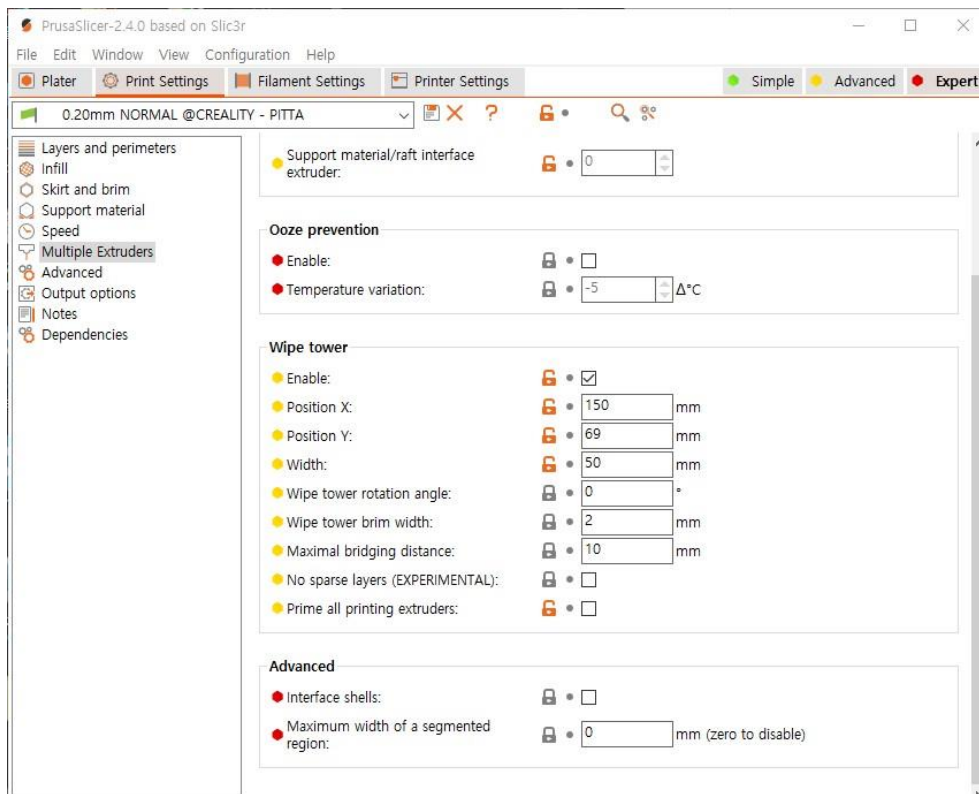 PrusaSlicer-2.4.0 based on Slic3r
File Edit Window View Configuration Help
Plater Print Settings Filament Settings Printer Settings Simple Advanced Expert
0.20mm NORMAL @CREALITY - PITTA ?
Layers and perimeters
Infill
Skirt and brim
Support material
Speed
Multiple Extruders
Advanced
Output options
Notes
Dependencies
Support material/raft interface
extruder: 0
Ooze prevention
Enable:
Temperature variation: -5 Δ°C
Wipe tower
Enable:
Position X: 150 mm
Position Y: 69 mm
Width: 50 mm
Wipe tower rotation angle: 0 °
Wipe tower brim width: 2 mm
Maximal bridging distance: 10 mm
No sparse layers (EXPERIMENTAL):
Prime all printing extruders:
Advanced
Interface shells:
Maximum width of a segmented
region: 0 mm (zero to disable)